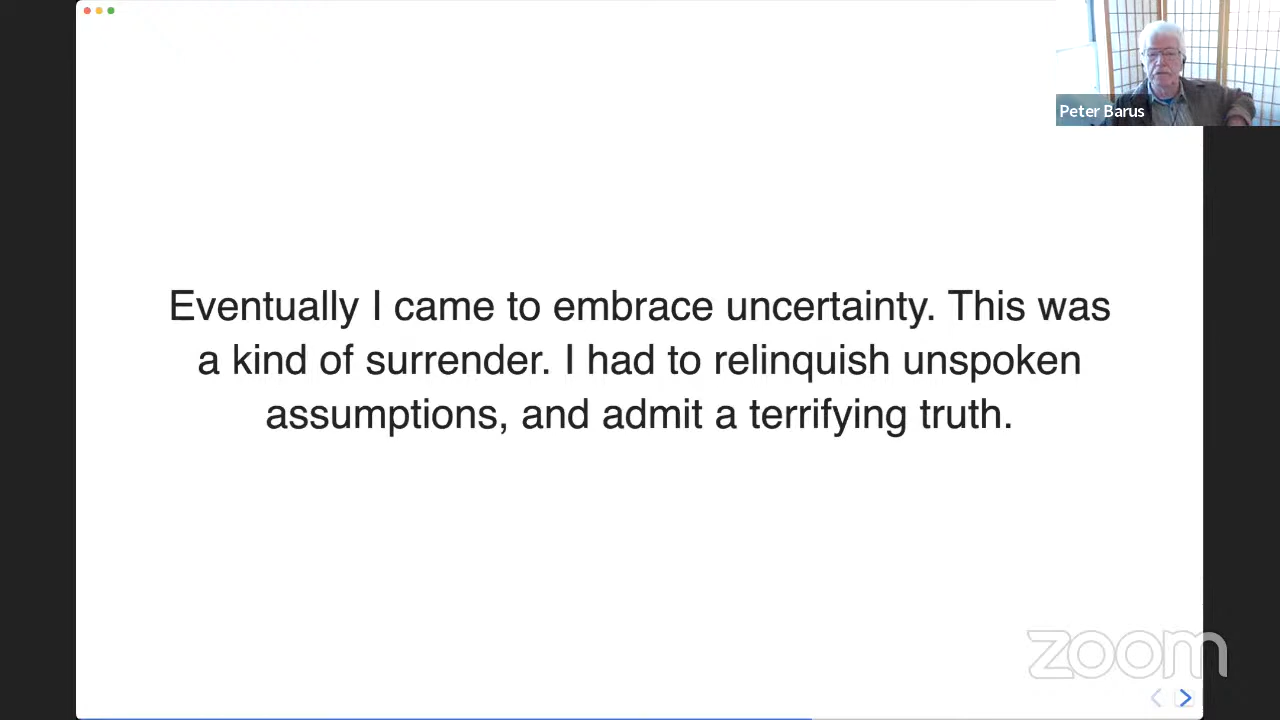 Peter Barus
Eventually I came to embrace uncertainty. This was
a kind of surrender. I had to relinquish unspoken
assumptions, and admit a terrifying truth.
zoom